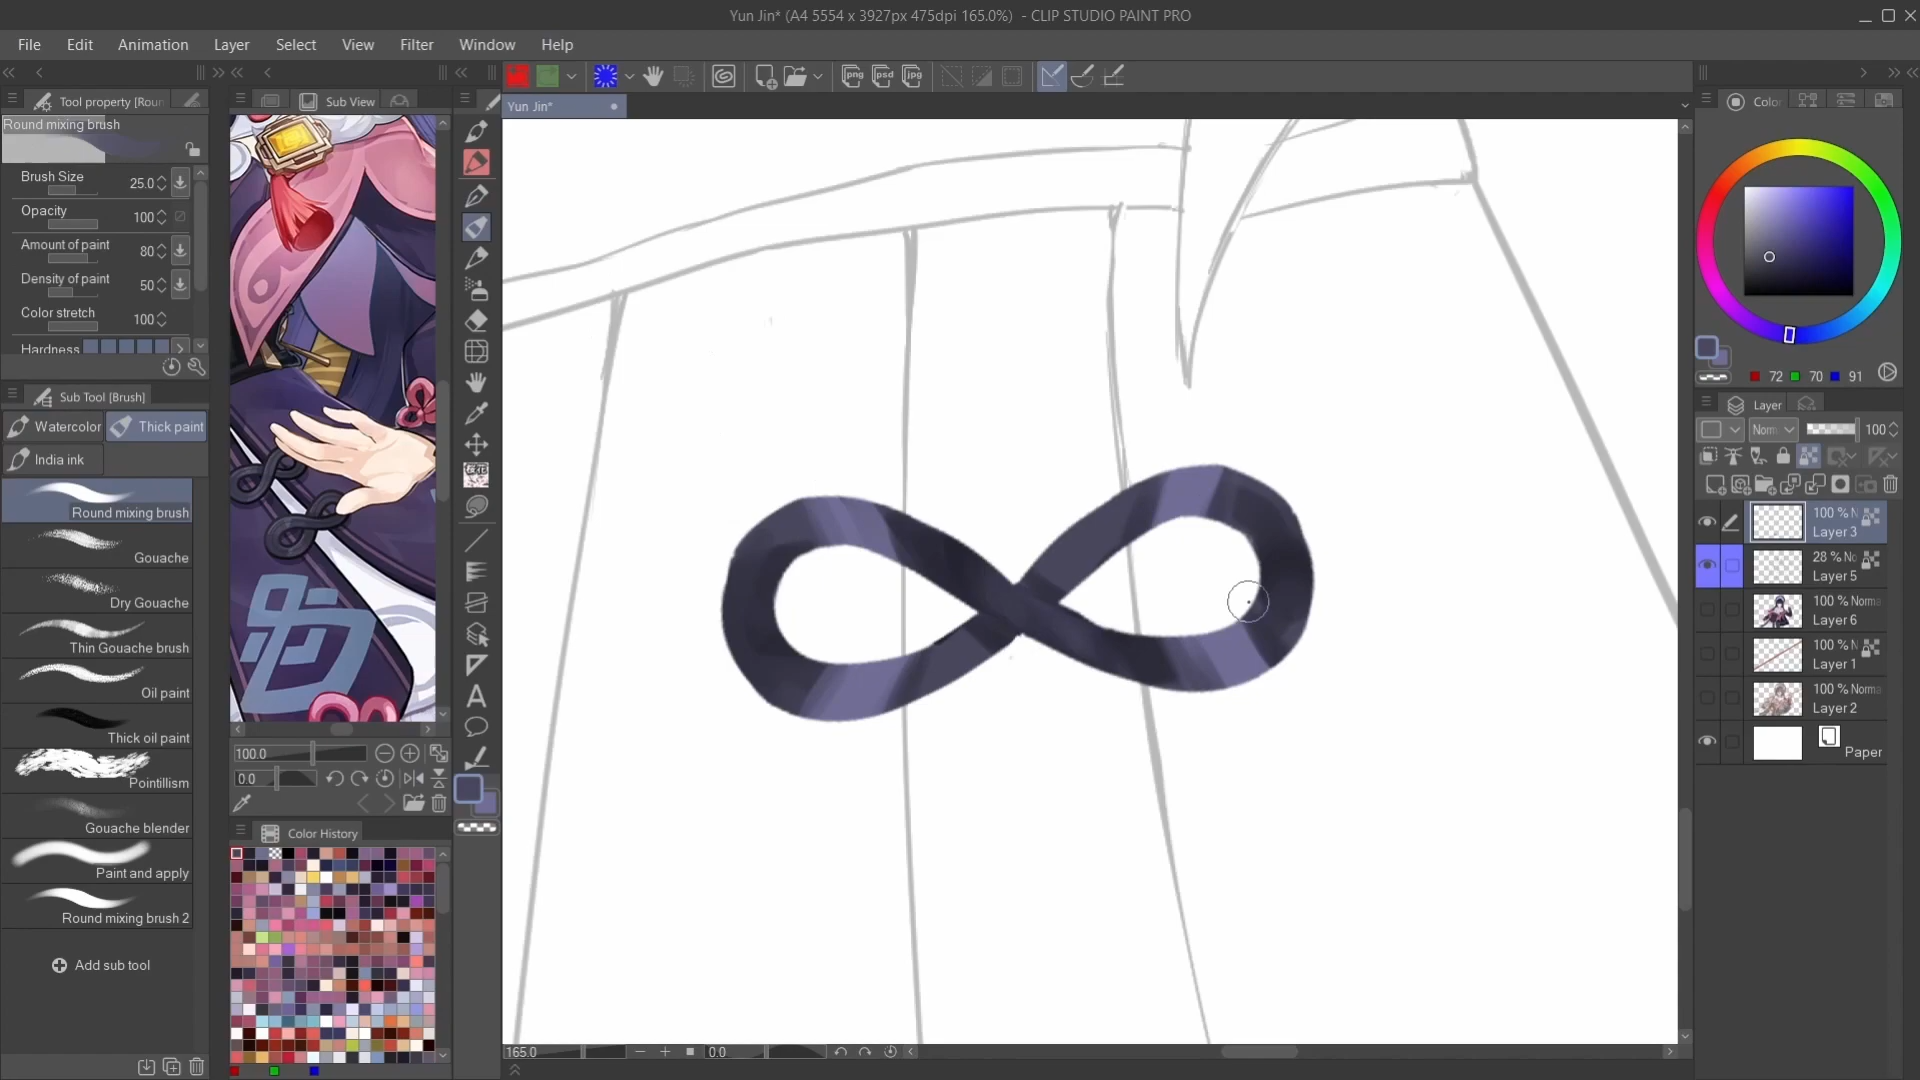 Yun Jin* (A4 5554 x 3927px 475dpi 165.0%) - CLIP STUDIO PAINT PRO
File Edit Animation Layer Select View Filter Window Help
Tool property [Roun
Sub View
png psd jpg
Color
Yun Jin*
Round mixing brush
Brush Size 25.0
Opacity 100
Amount of paint 80
Density of paint 50
Color stretch 100
Hardness
Sub Tool [Brush]
Watercolor Thick paint
India ink
Round mixing brush
Gouache
Dry Gouache
Thin Gouache brush
Oil paint
Thick oil paint
Pointillism
Gouache blender
Paint and apply
Round mixing brush 2
Add sub tool
100.0
0.0
Color History
A
165.0 0.0
72 70 91
Layer
Norm 100
100 % N
Layer 3
28 % No
Layer 5
100 % Norma
Layer 6
100 % N
Layer 1
100 % Norma
Layer 2
Paper